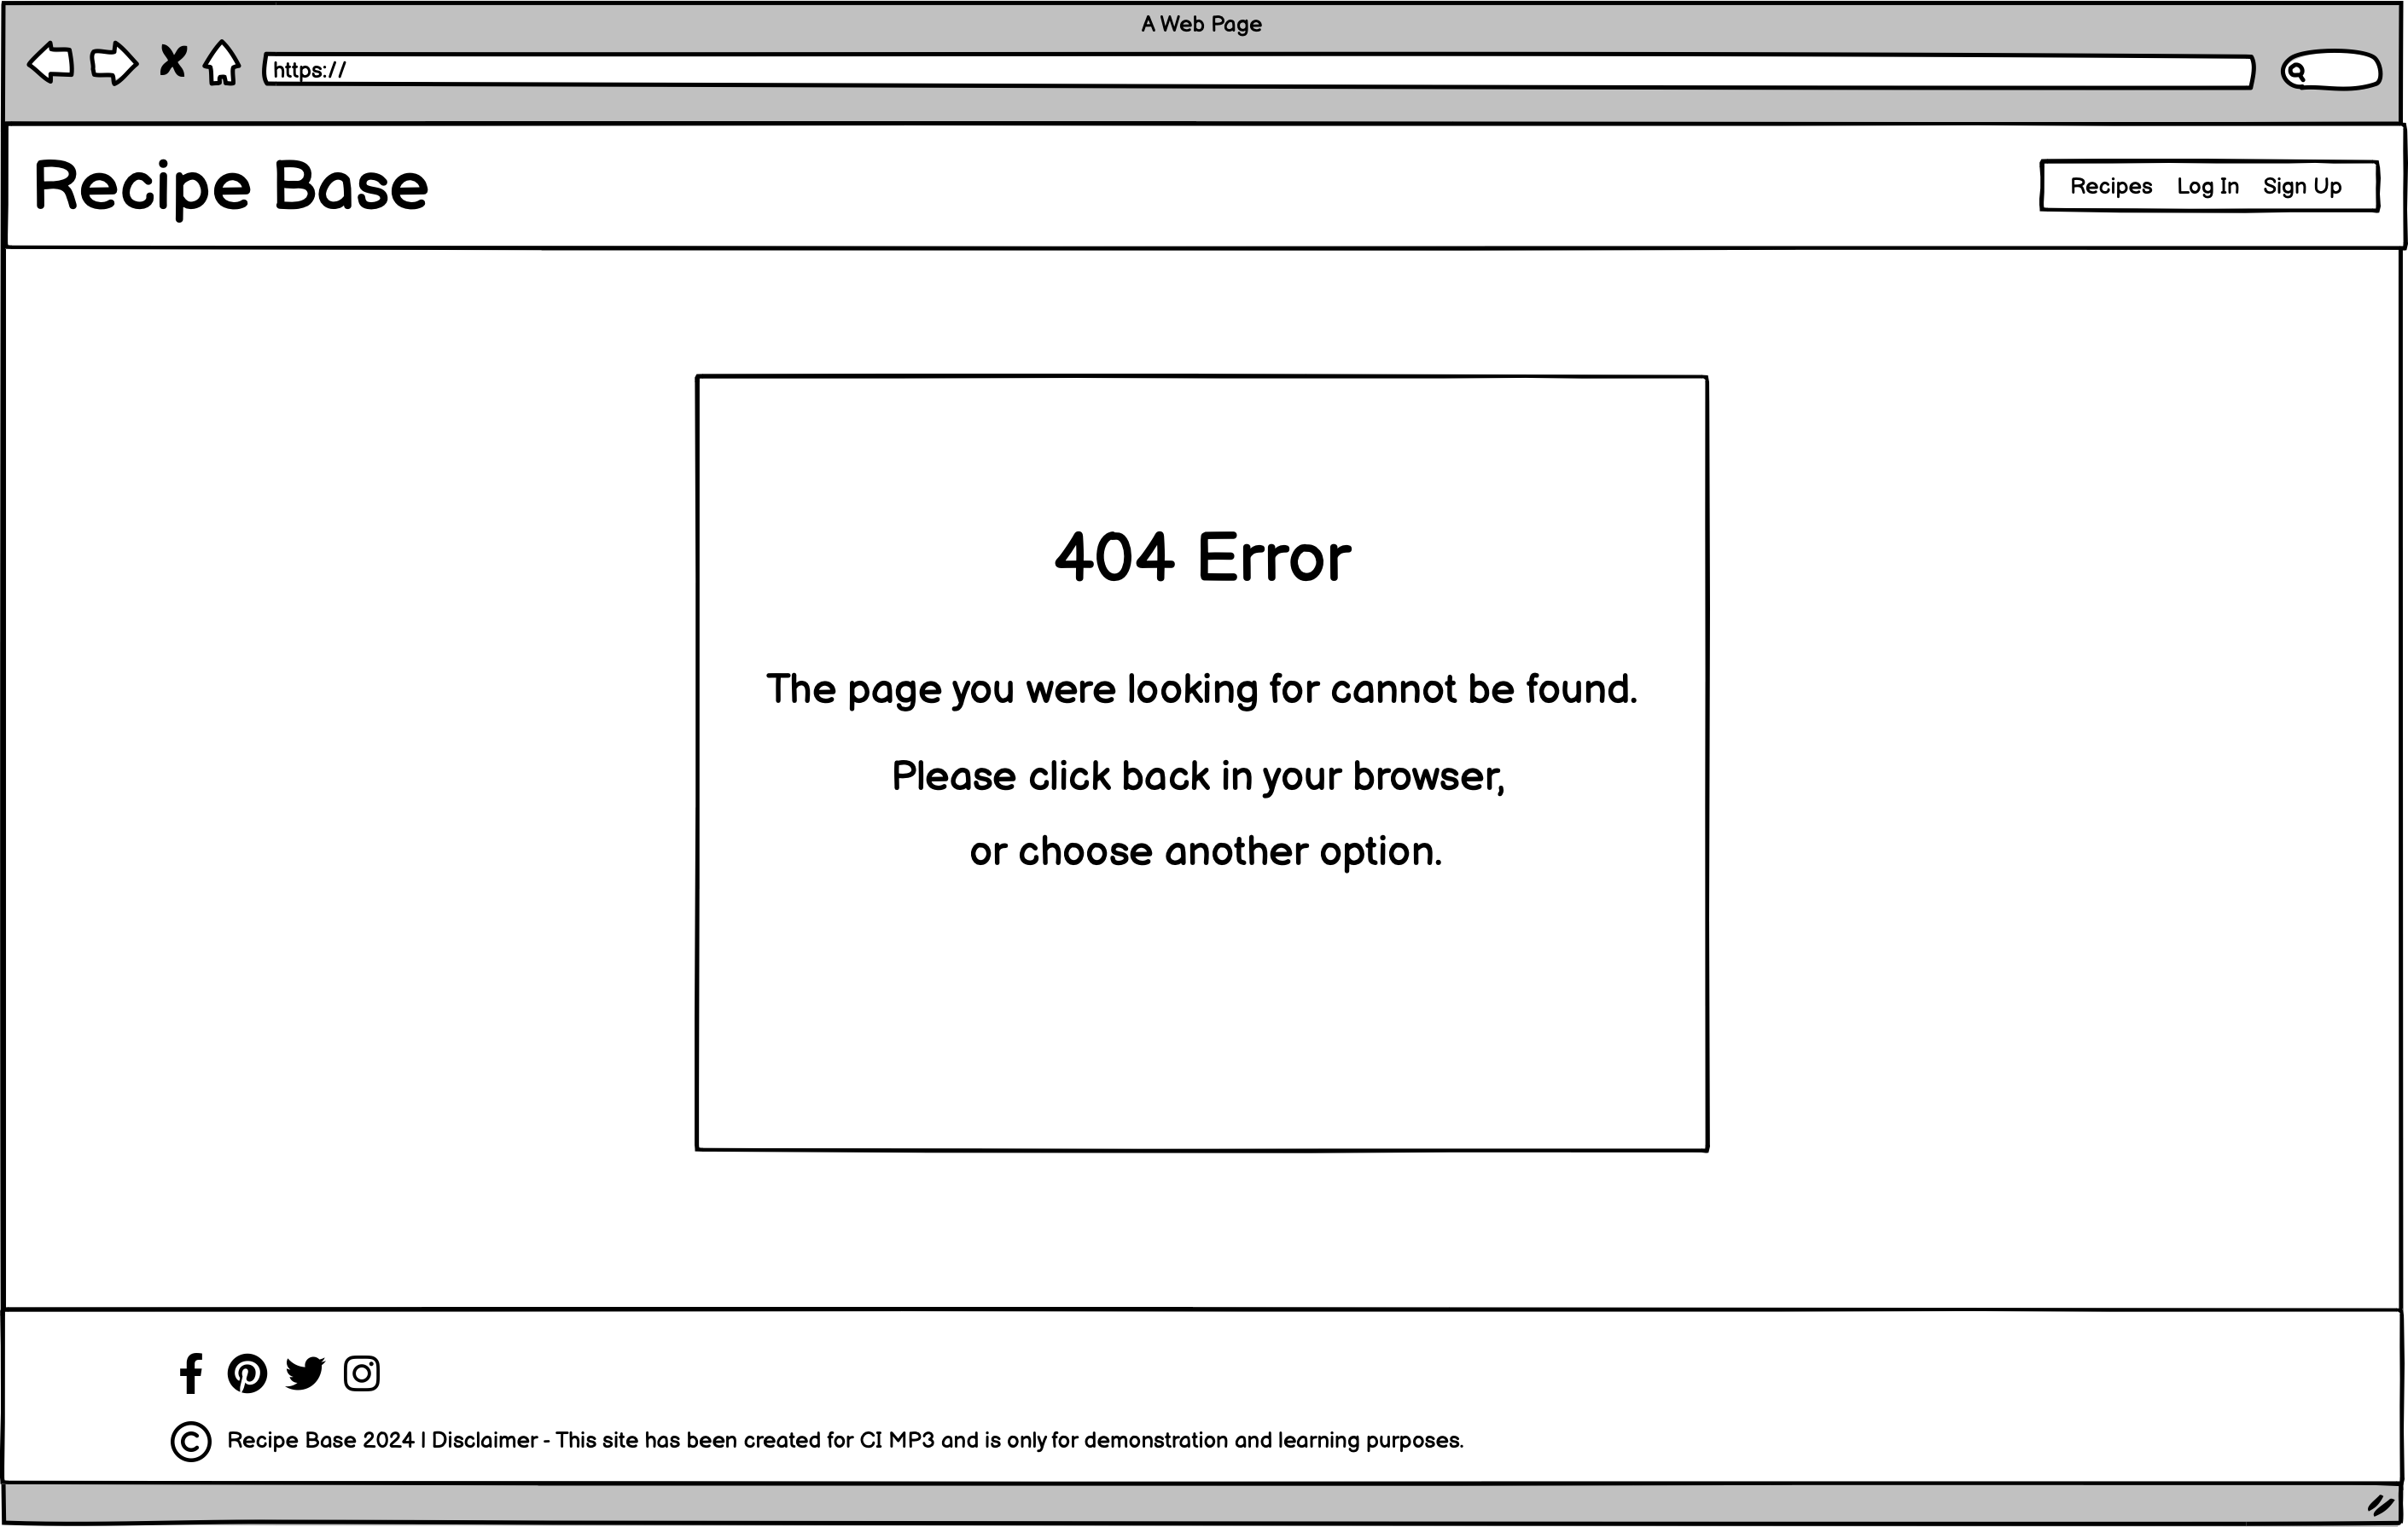 A Web Page
https://
Recipe Base
Recipes Log In Sign Up
404 Error
The page you were looking for cannot be found.
Please click back in your browser,
or choose another option.
© Recipe Base 2024 | Disclaimer - This site has been created for CI MP3 and is only for demonstration and learning purposes.